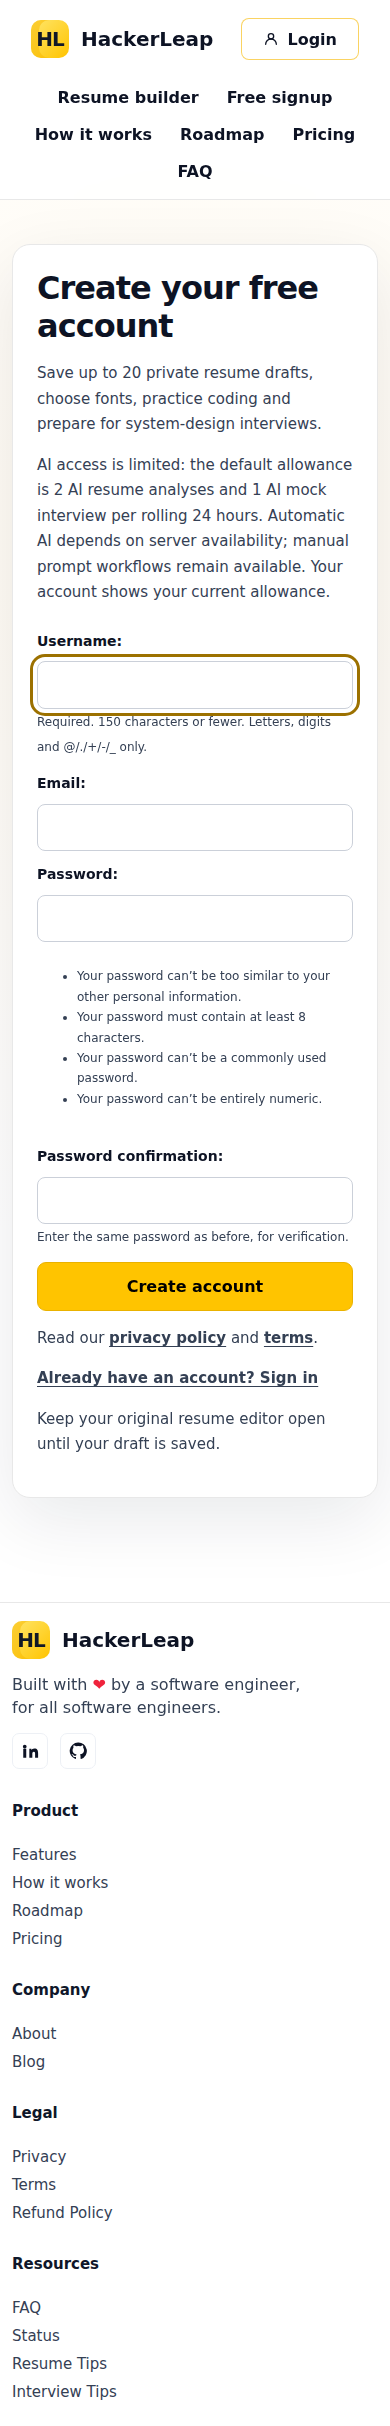 HL HackerLeap Login
Resume builder Free signup
How it works Roadmap Pricing
FAQ
Create your free
account
Save up to 20 private resume drafts,
choose fonts, practice coding and
prepare for system-design interviews.
AI access is limited: the default allowance
is 2 AI resume analyses and 1 AI mock
interview per rolling 24 hours. Automatic
AI depends on server availability; manual
prompt workflows remain available. Your
account shows your current allowance.
Username:
Required. 150 characters or fewer. Letters, digits
and @/./+/-/_ only.
Email:
Password:
• Your password can’t be too similar to your
other personal information.
• Your password must contain at least 8
characters.
• Your password can’t be a commonly used
password.
• Your password can’t be entirely numeric.
Password confirmation:
Enter the same password as before, for verification.
Create account
Read our privacy policy and terms.
Already have an account? Sign in
Keep your original resume editor open
until your draft is saved.
HL HackerLeap
Built with ❤ by a software engineer,
for all software engineers.
in
Product
Features
How it works
Roadmap
Pricing
Company
About
Blog
Legal
Privacy
Terms
Refund Policy
Resources
FAQ
Status
Resume Tips
Interview Tips